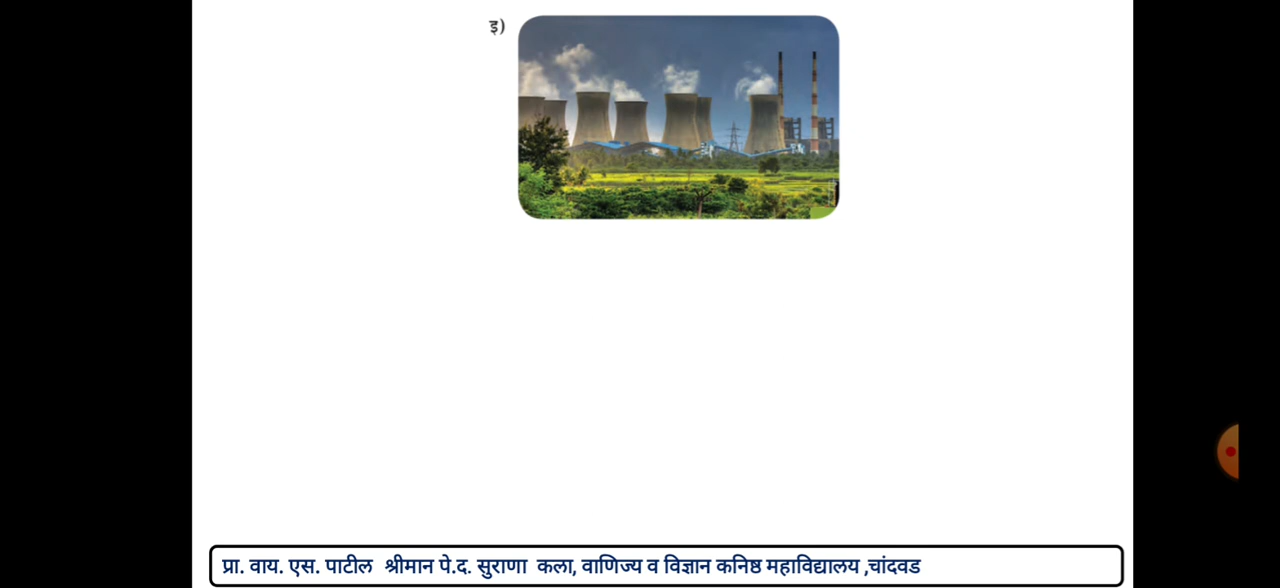 इ)
प्रा. वाय. एस. पाटील श्रीमान पे.द. सुराणा कला, वाणिज्य व विज्ञान कनिष्ठ महाविद्यालय ,चांदवड